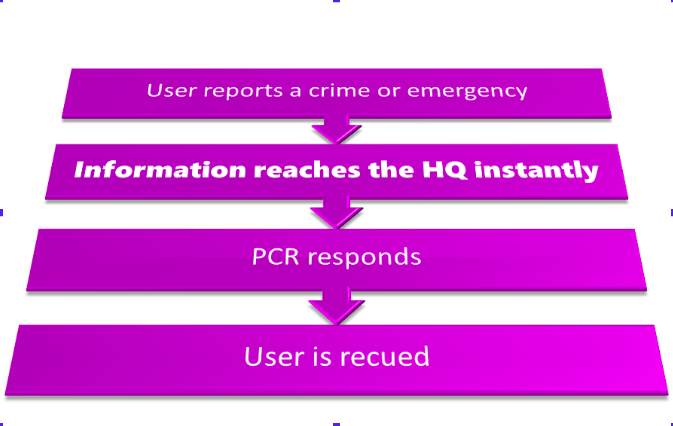 User reports a crime or emergency
Information reaches the HQ instantly
PCR responds
User is recued